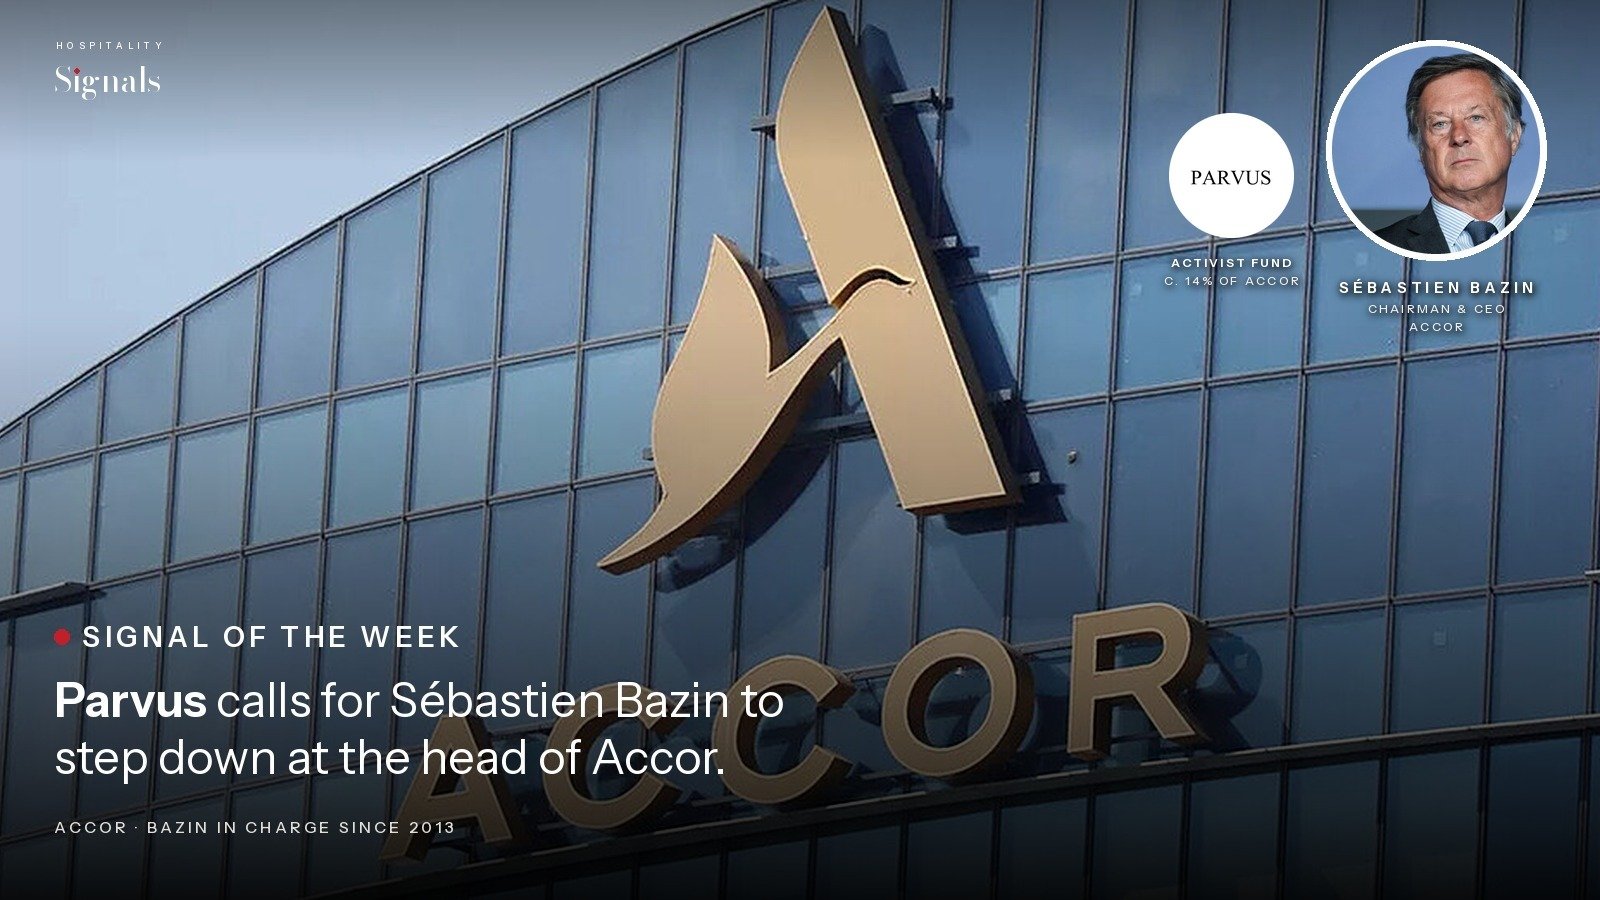 HOSPITALITY
Signals
PARVUS
ACTIVIST FUND
C. 14% OF ACCOR
SÉBASTIEN BAZIN
CHAIRMAN & CEO
ACCOR
ACCOR
SIGNAL OF THE WEEK
Parvus calls for Sébastien Bazin to
step down at the head of Accor.
ACCOR · BAZIN IN CHARGE SINCE 2013